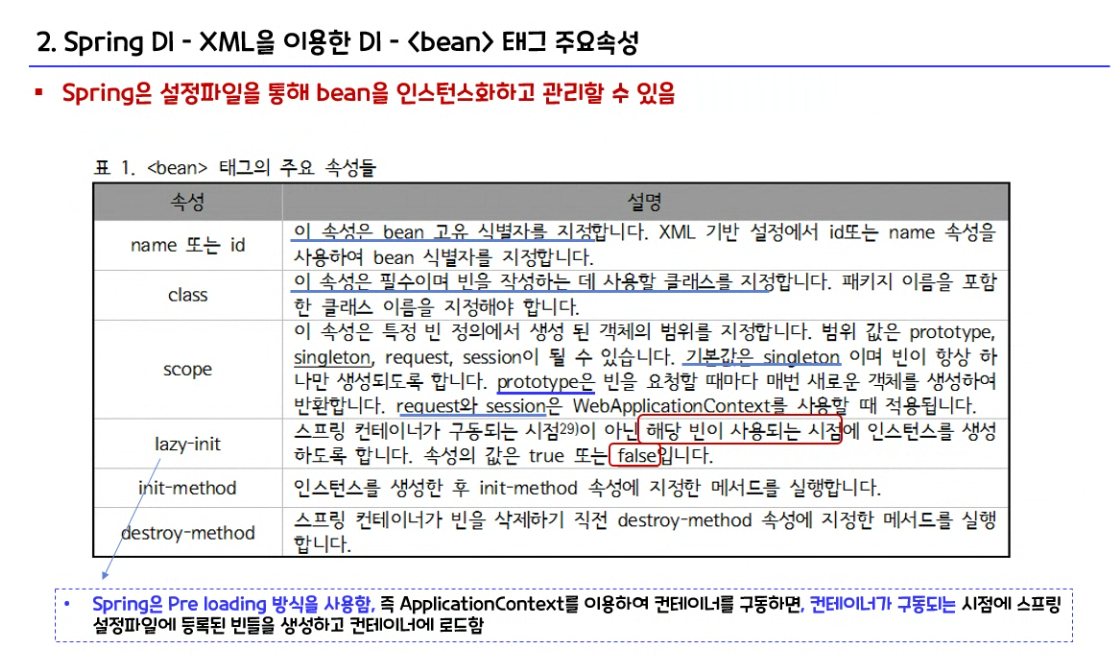 2. Spring DI - XML을 이용한 DI - <bean> 태그 주요속성
▪ Spring은 설정파일을 통해 bean을 인스턴스화하고 관리할 수 있음
표 1. <bean> 태그의 주요 속성들
속성 설명
name 또는 id
이 속성은 bean 고유 식별자를 지정합니다. XML 기반 설정에서 id또는 name 속성을
사용하여 bean 식별자를 지정합니다.
class
이 속성은 필수이며 빈을 작성하는 데 사용할 클래스를 지정합니다. 패키지 이름을 포함
한 클래스 이름을 지정해야 합니다.
scope
이 속성은 특정 빈 정의에서 생성 된 객체의 범위를 지정합니다. 범위 값은 prototype,
singleton, request, session이 될 수 있습니다. 기본값은 singleton 이며 빈이 항상 하
나만 생성되도록 합니다. prototype은 빈을 요청할 때마다 매번 새로운 객체를 생성하여
반환합니다. request와 session은 WebApplicationContext를 사용할 때 적용됩니다.
lazy-init
스프링 컨테이너가 구동되는 시점29)이 아닌 해당 빈이 사용되는 시점에 인스턴스를 생성
하도록 합니다. 속성의 값은 true 또는 false입니다.
init-method
인스턴스를 생성한 후 init-method 속성에 지정한 메서드를 실행합니다.
destroy-method
스프링 컨테이너가 빈을 삭제하기 직전 destroy-method 속성에 지정한 메서드를 실행
합니다.
• Spring은 Pre loading 방식을 사용함, 즉 ApplicationContext를 이용하여 컨테이너를 구동하면, 컨테이너가 구동되는 시점에 스프링
설정파일에 등록된 빈들을 생성하고 컨테이너에 로드함